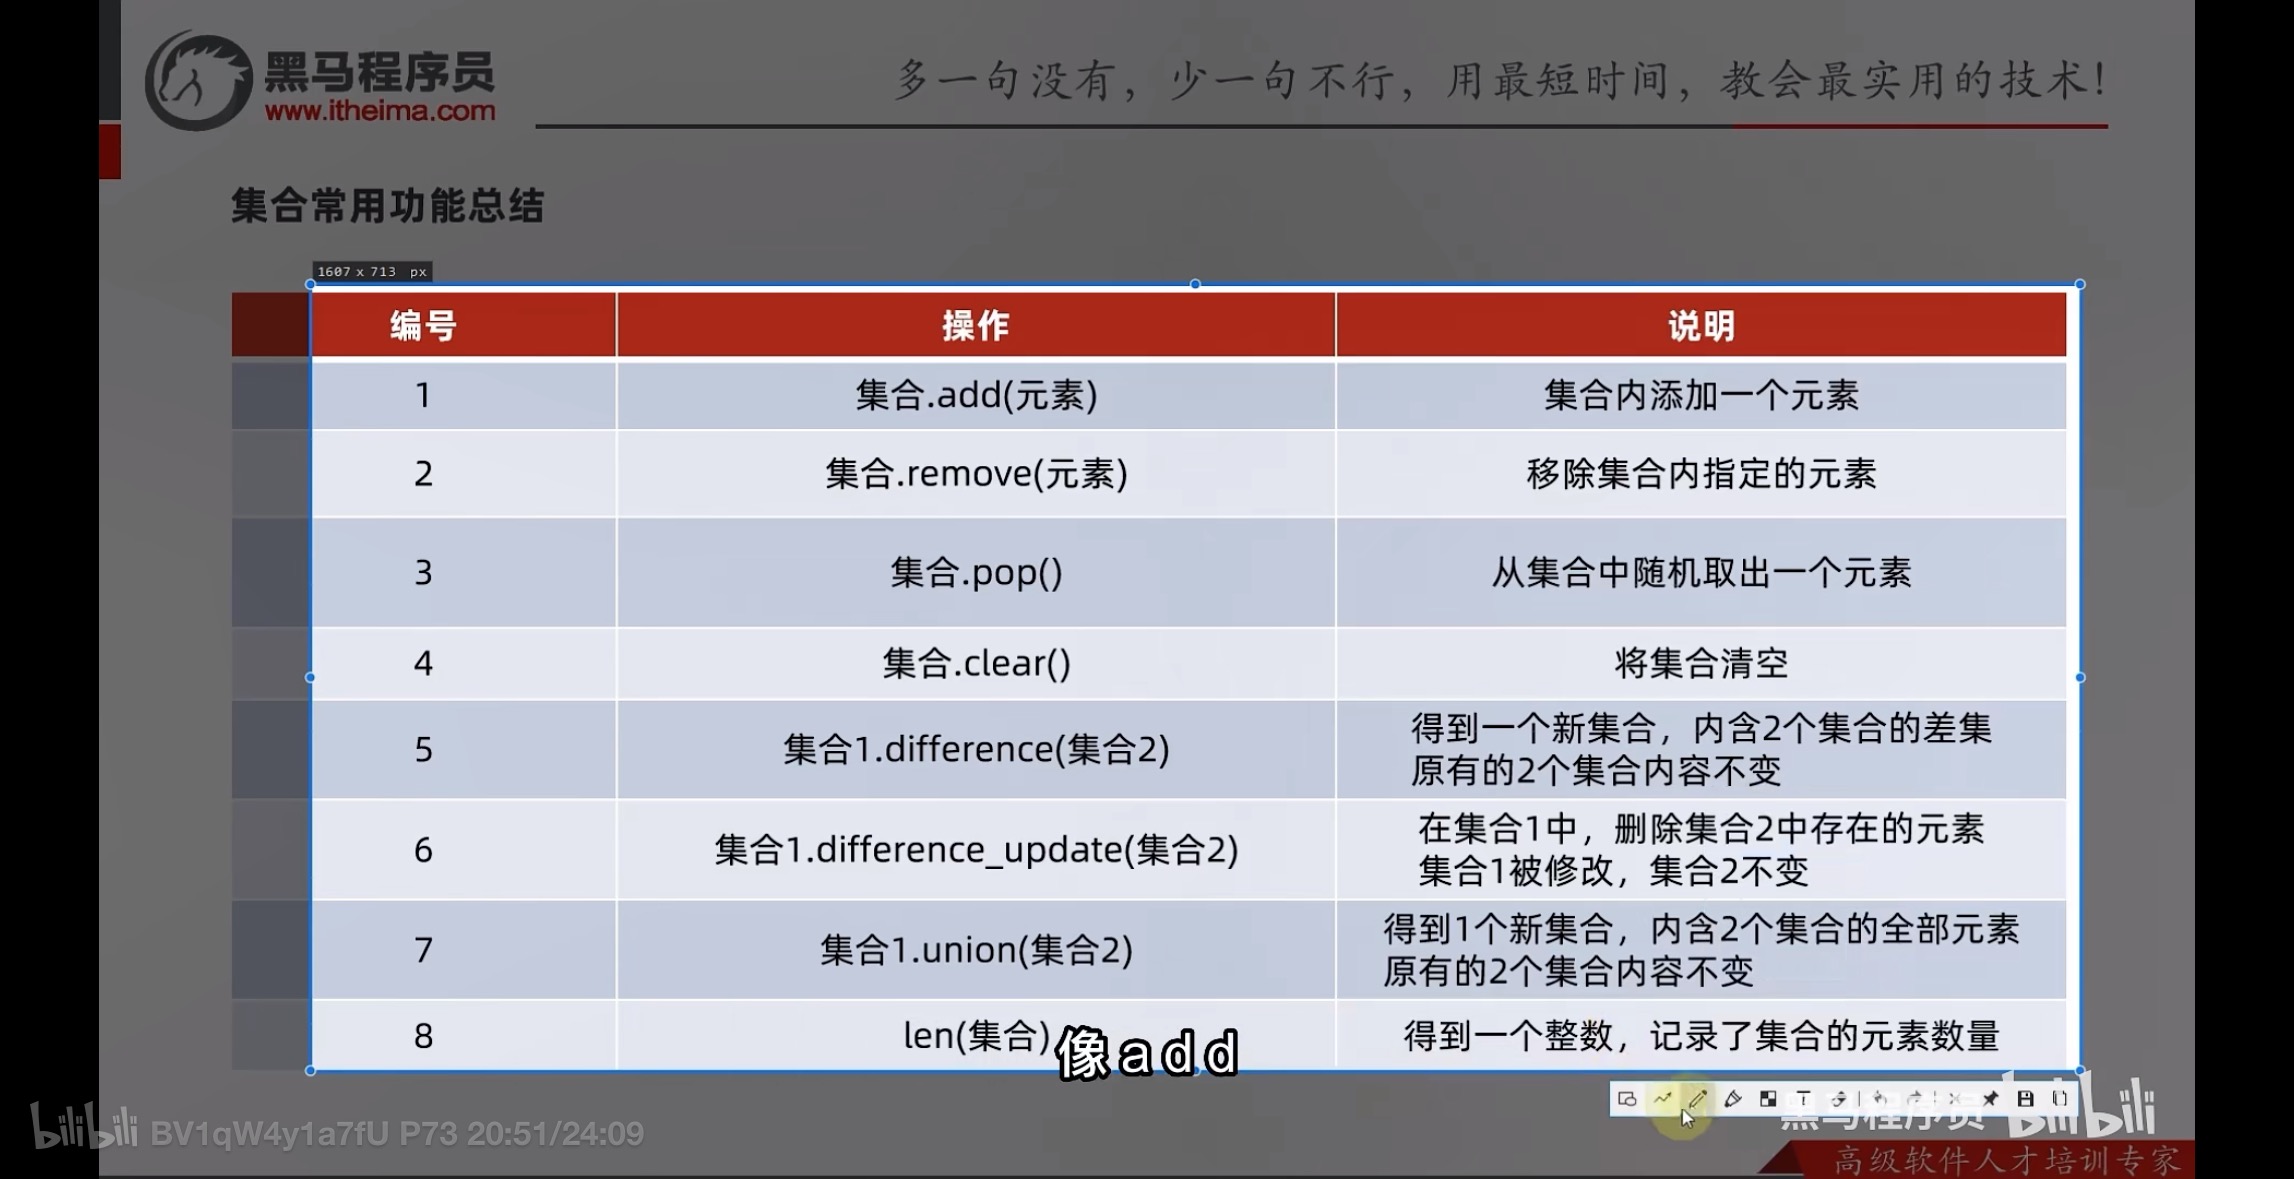 黑马程序员
www.itheima.com
多一句没有，少一句不行，用最短时间，教会最实用的技术！
集合常用功能总结
1607 x 713 px
编号 操作 说明
1 集合.add(元素) 集合内添加一个元素
2 集合.remove(元素) 移除集合内指定的元素
3 集合.pop() 从集合中随机取出一个元素
4 集合.clear() 将集合清空
5 集合1.difference(集合2) 得到一个新集合，内含2个集合的差集
原有的2个集合内容不变
6 集合1.difference_update(集合2) 在集合1中，删除集合2中存在的元素
集合1被修改，集合2不变
7 集合1.union(集合2) 得到1个新集合，内含2个集合的全部元素
原有的2个集合内容不变
8 len(集合) 得到一个整数，记录了集合的元素数量
像add
黑马程序员 bilibili
bilibili BV1qW4y1a7fU P73 20:51/24:09
高级软件人才培训专家